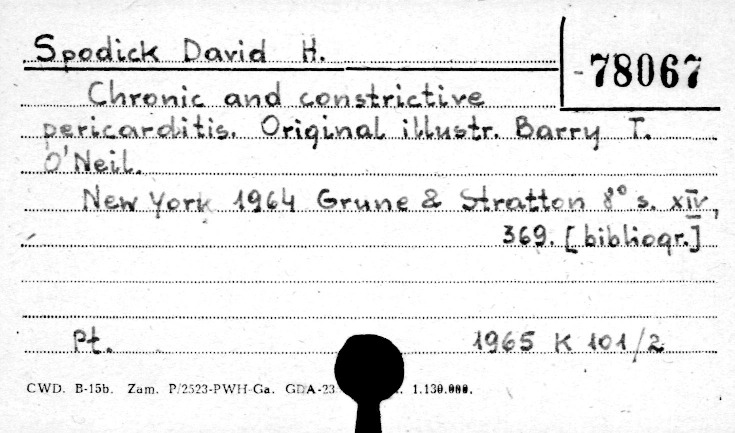 Spodick David H.
-78067
Chronic and constrictive
pericarditis. Original illustr. Barry T.
O'Neil.
New York 1964 Grune & Stratton 8° s. XIV,
369. [bibliogr.]
Pt. 1965 K 101/2
CWD. B-15b. Zam. P/2523-PWH-Ga. GDA-23 1.130.000.